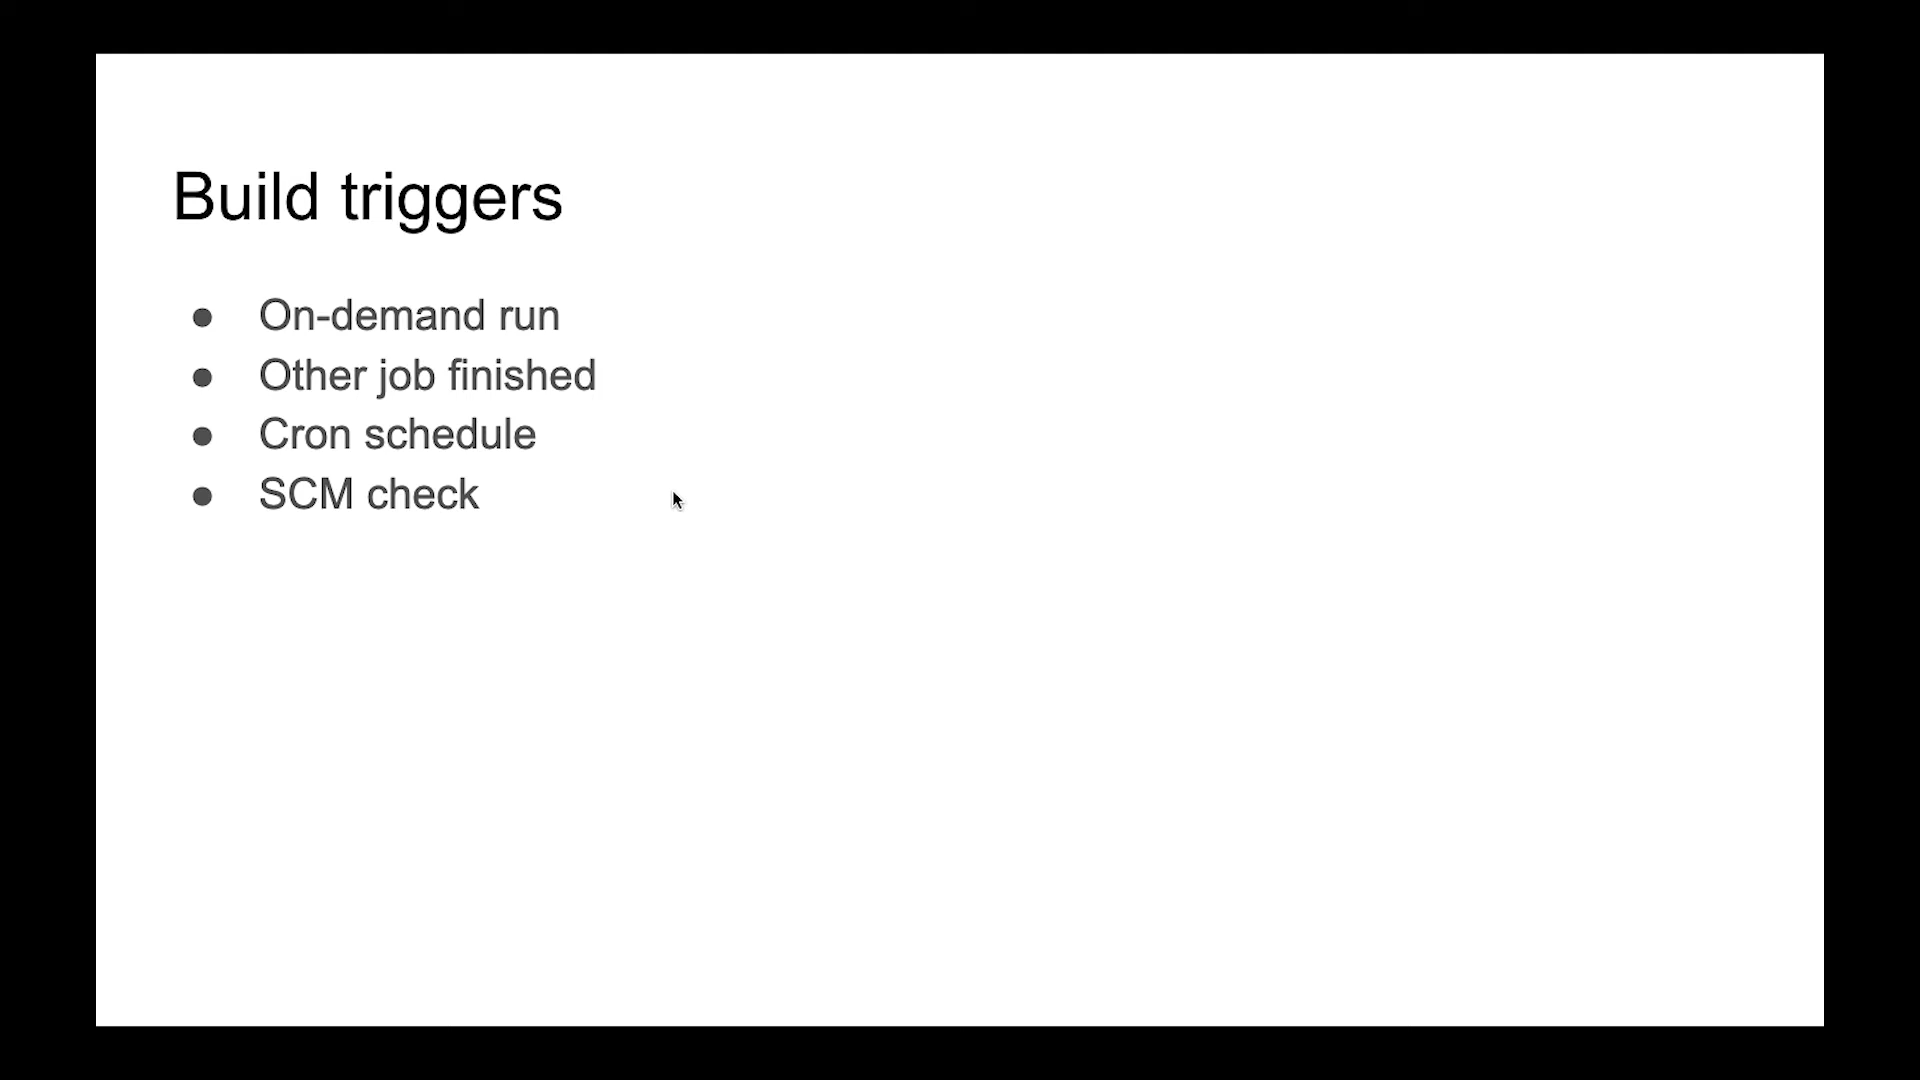 Build triggers
● On-demand run
● Other job finished
● Cron schedule
● SCM check